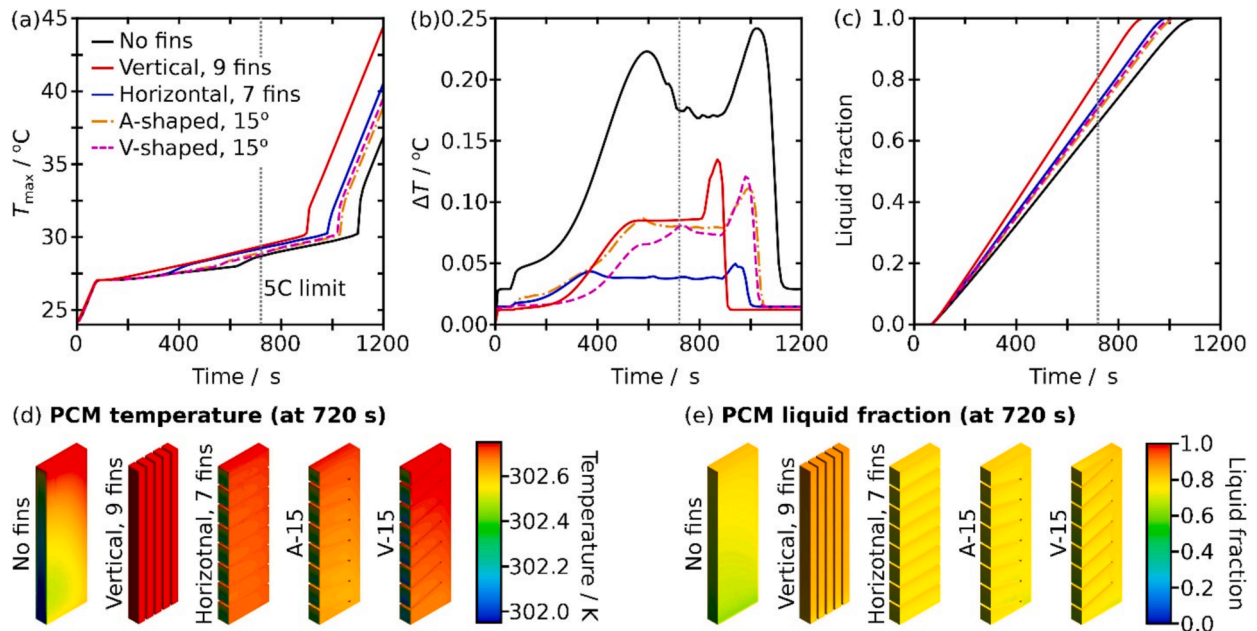 (a)
45
40
35
30
25
T_max / °C
No fins
Vertical, 9 fins
Horizontal, 7 fins
A-shaped, 15°
V-shaped, 15°
5C limit
0 400 800 1200
Time / s
(b)
0.25
0.20
0.15
0.10
0.05
0.00
ΔT / °C
0 400 800 1200
Time / s
(c)
1.0
0.8
0.6
0.4
0.2
0.0
Liquid fraction
0 400 800 1200
Time / s
(d) PCM temperature (at 720 s)
No fins
Vertical, 9 fins
Horizotnal, 7 fins
A-15
V-15
302.6
302.4
302.2
302.0
Temperature / K
(e) PCM liquid fraction (at 720 s)
No fins
Vertical, 9 fins
Horizotnal, 7 fins
A-15
V-15
1.0
0.8
0.6
0.4
0.2
0.0
Liquid fraction